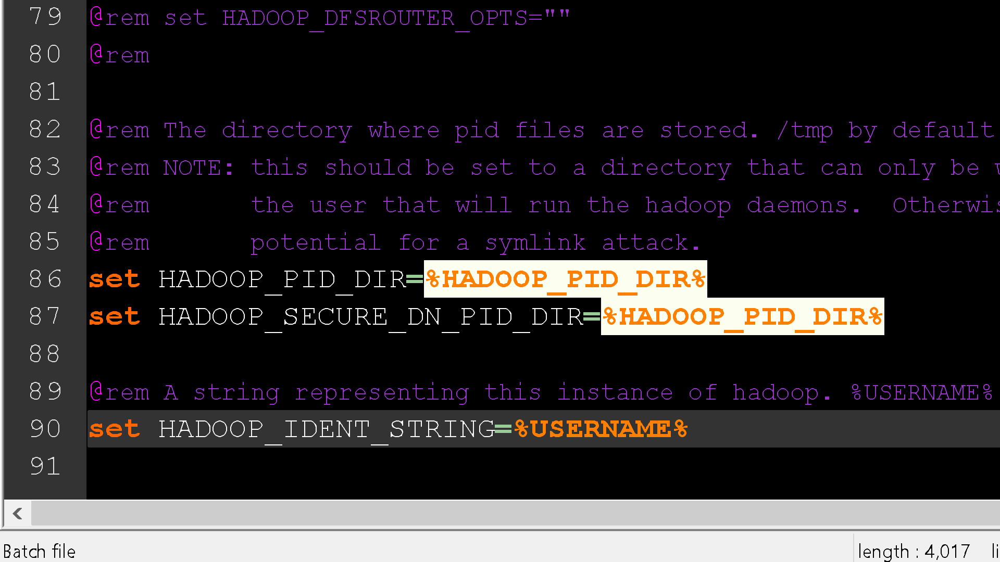 79 @rem set HADOOP_DFSROUTER_OPTS=""
80 @rem
81
82 @rem The directory where pid files are stored. /tmp by default
83 @rem NOTE: this should be set to a directory that can only be
84 @rem       the user that will run the hadoop daemons.  Otherwis
85 @rem       potential for a symlink attack.
86 set HADOOP_PID_DIR=%HADOOP_PID_DIR%
87 set HADOOP_SECURE_DN_PID_DIR=%HADOOP_PID_DIR%
88
89 @rem A string representing this instance of hadoop. %USERNAME%
90 set HADOOP_IDENT_STRING=%USERNAME%
91
Batch file length : 4,017 li